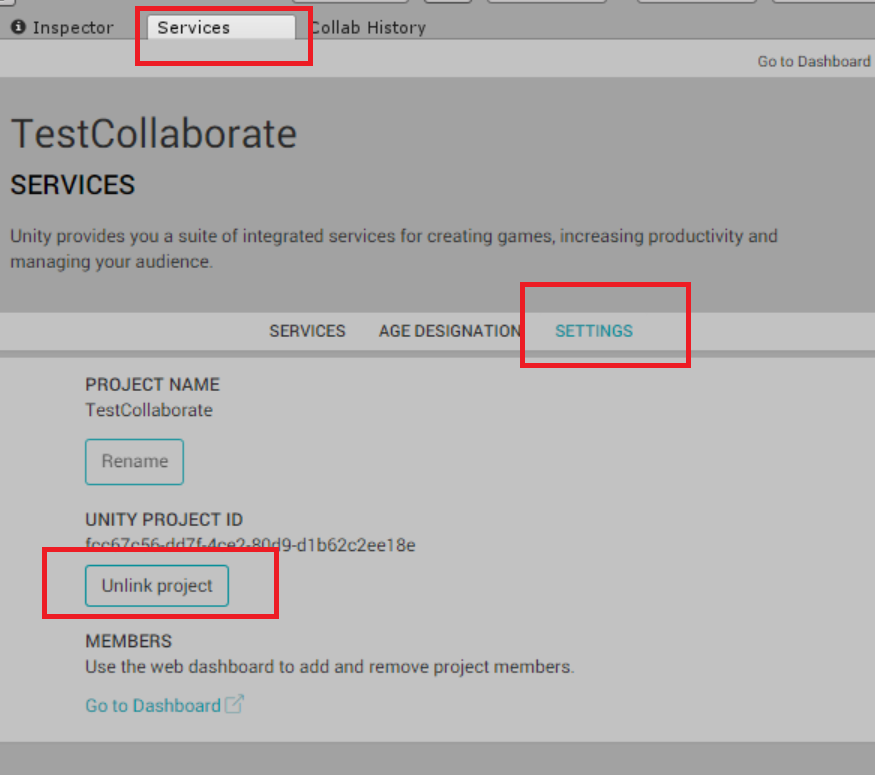 Inspector
Services
Collab History
Go to Dashboard
TestCollaborate
SERVICES
Unity provides you a suite of integrated services for creating games, increasing productivity and
managing your audience.
SERVICES
AGE DESIGNATION
SETTINGS
PROJECT NAME
TestCollaborate
Rename
UNITY PROJECT ID
fcc67c56-dd7f-4ce2-80d9-d1b62c2ee18e
Unlink project
MEMBERS
Use the web dashboard to add and remove project members.
Go to Dashboard